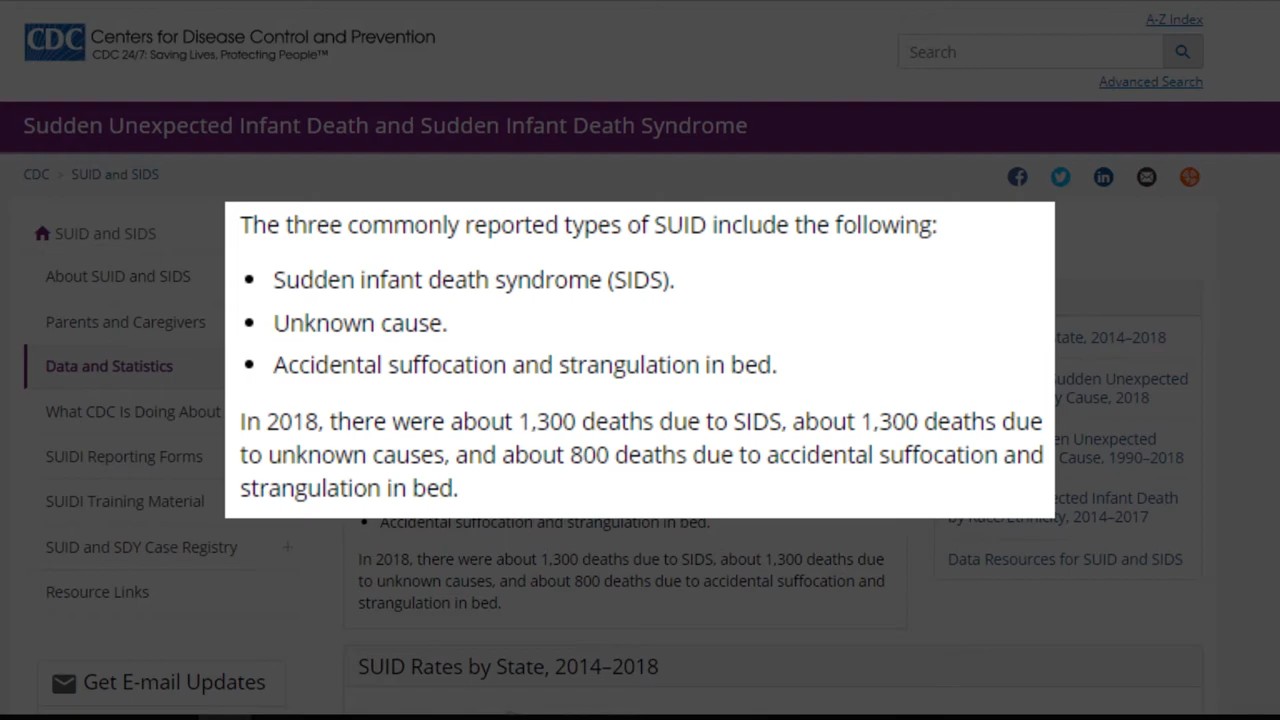 A-Z Index
CDC Centers for Disease Control and Prevention
CDC 24/7: Saving Lives, Protecting People™
Search
Advanced Search
Sudden Unexpected Infant Death and Sudden Infant Death Syndrome
CDC > SUID and SIDS
SUID and SIDS
About SUID and SIDS
Parents and Caregivers
Data and Statistics
What CDC Is Doing About
SUIDI Reporting Forms
SUIDI Training Material
SUID and SDY Case Registry +
Resource Links
Get E-mail Updates
The three commonly reported types of SUID include the following:
• Sudden infant death syndrome (SIDS).
• Unknown cause.
• Accidental suffocation and strangulation in bed.
In 2018, there were about 1,300 deaths due to SIDS, about 1,300 deaths due
to unknown causes, and about 800 deaths due to accidental suffocation and
strangulation in bed.
• Accidental suffocation and strangulation in bed.
In 2018, there were about 1,300 deaths due to SIDS, about 1,300 deaths due
to unknown causes, and about 800 deaths due to accidental suffocation and
strangulation in bed.
SUID Rates by State, 2014–2018
tate, 2014–2018
udden Unexpected
y Cause, 2018
en Unexpected
Cause, 1990–2018
cted Infant Death
by Race/Ethnicity, 2014–2017
Data Resources for SUID and SIDS